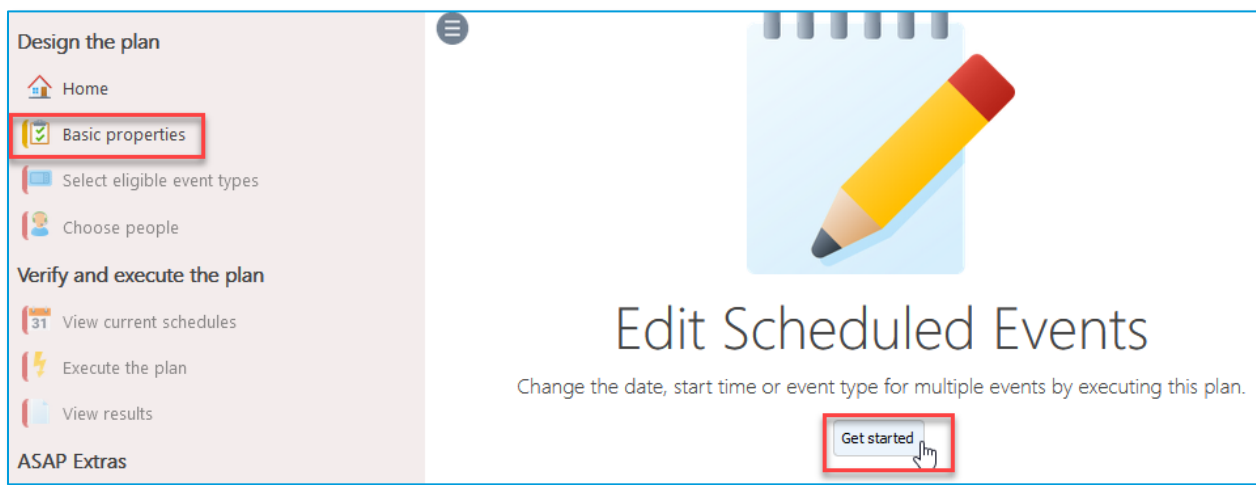 Design the plan
Home
Basic properties
Select eligible event types
Choose people
Verify and execute the plan
31 View current schedules
Execute the plan
View results
ASAP Extras
Edit Scheduled Events
Change the date, start time or event type for multiple events by executing this plan.
Get started